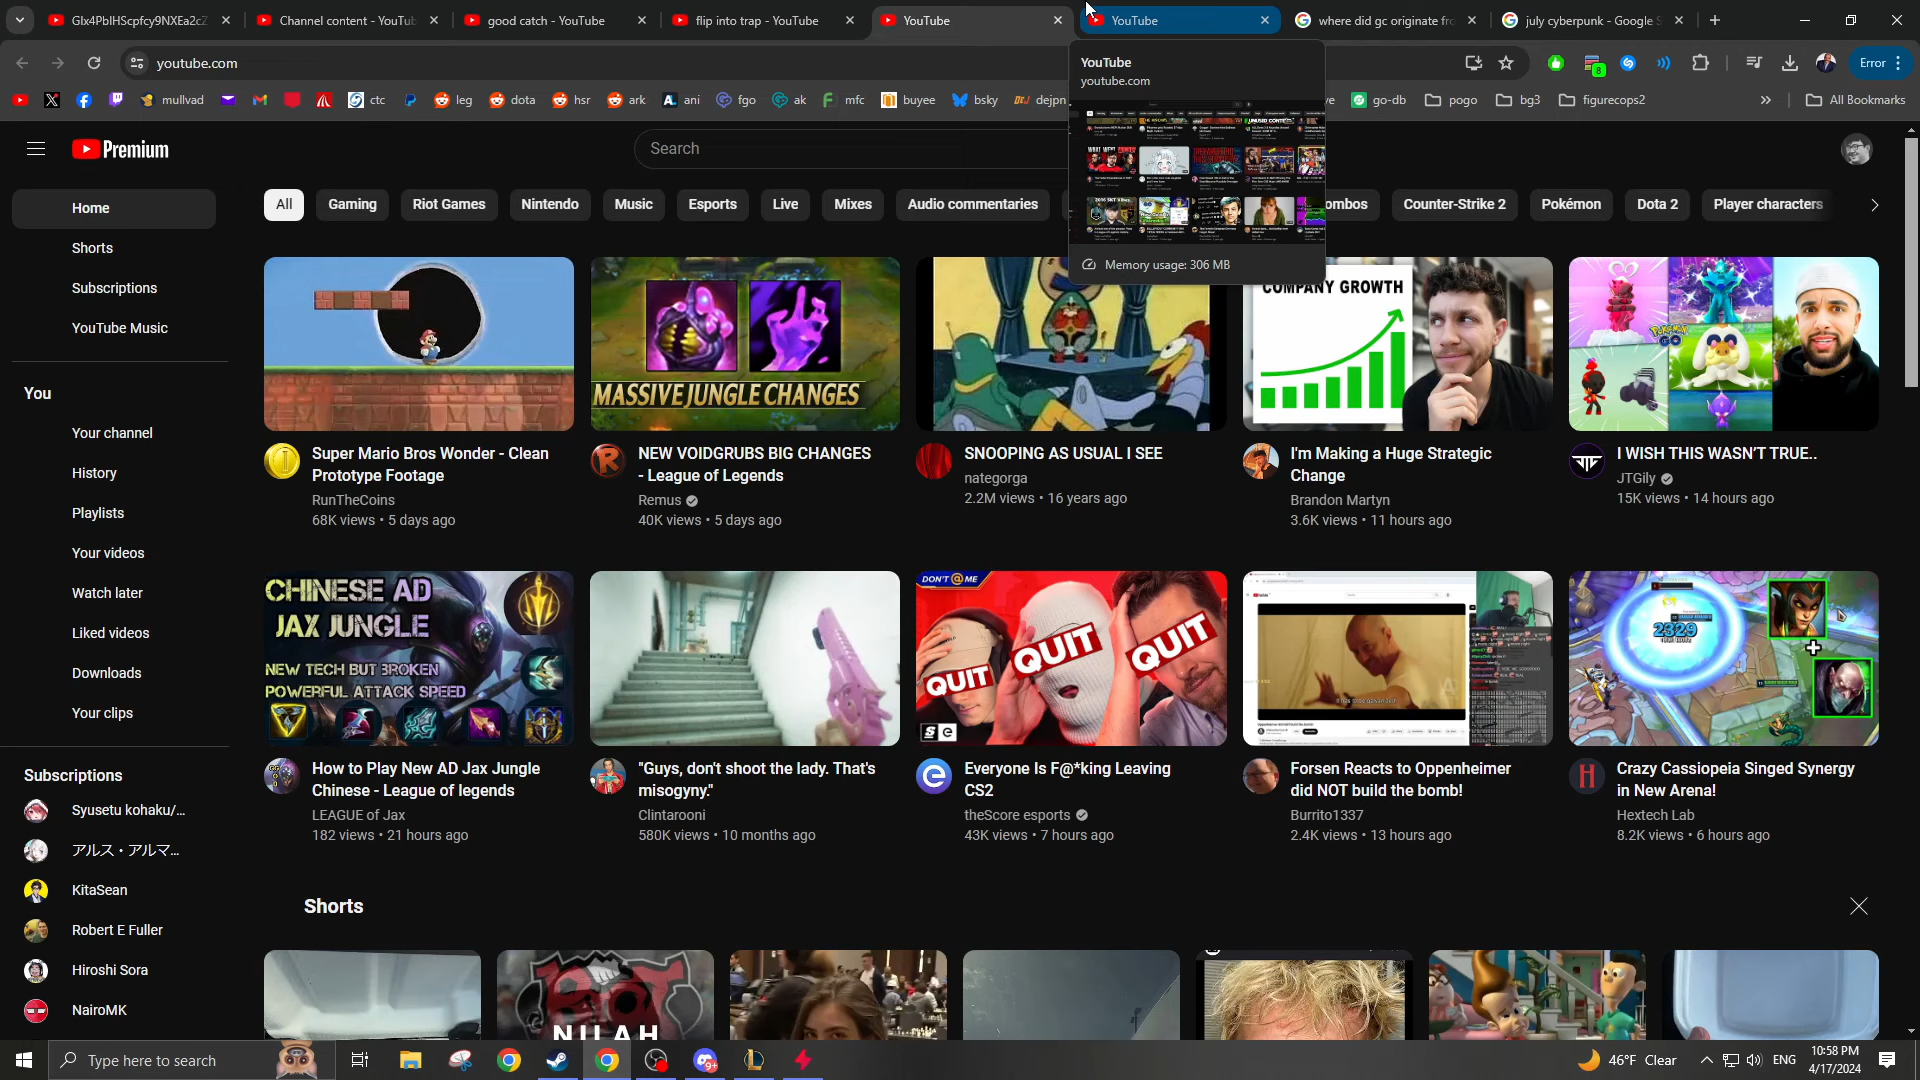 Glx4PblHScpfcy9NXEa2cZ
Channel content - YouTub
good catch - YouTube
flip into trap - YouTube
YouTube
YouTube
where did gc originate fro
july cyberpunk - Google S
youtube.com
Error
mullvad
ctc
leg
dota
hsr
ark
ani
fgo
ak
mfc
buyee
bsky
dejpn
ve
go-db
pogo
bg3
figurecops2
All Bookmarks
YouTube
youtube.com
Memory usage: 306 MB
Premium
Search
All
Gaming
Riot Games
Nintendo
Music
Esports
Live
Mixes
Audio commentaries
ombos
Counter-Strike 2
Pokémon
Dota 2
Player characters
Home
Shorts
Subscriptions
YouTube Music
You
Your channel
History
Playlists
Your videos
Watch later
Liked videos
Downloads
Your clips
Subscriptions
Syusetu kohaku/...
アルス・アルマ...
KitaSean
Robert E Fuller
Hiroshi Sora
NairoMK
MASSIVE JUNGLE CHANGES
COMPANY GROWTH
Pokémon GO
Super Mario Bros Wonder - Clean
Prototype Footage
RunTheCoins
68K views • 5 days ago
NEW VOIDGRUBS BIG CHANGES
- League of Legends
Remus
40K views • 5 days ago
SNOOPING AS USUAL I SEE
nategorga
2.2M views • 16 years ago
I'm Making a Huge Strategic
Change
Brandon Martyn
3.6K views • 11 hours ago
I WISH THIS WASN'T TRUE..
JTGily
15K views • 14 hours ago
CHINESE AD
JAX JUNGLE
NEW TECH BUT BROKEN
POWERFUL ATTACK SPEED
DON'T @ ME
QUIT
QUIT
QUIT
2329
How to Play New AD Jax Jungle
Chinese - League of legends
LEAGUE of Jax
182 views • 21 hours ago
"Guys, don't shoot the lady. That's
misogyny."
Clintarooni
580K views • 10 months ago
Everyone Is F@*king Leaving
CS2
theScore esports
43K views • 7 hours ago
Forsen Reacts to Oppenheimer
did NOT build the bomb!
Burrito1337
2.4K views • 13 hours ago
Crazy Cassiopeia Singed Synergy
in New Arena!
Hextech Lab
8.2K views • 6 hours ago
Shorts
NILAH
Type here to search
46°F Clear
ENG
10:58 PM
4/17/2024